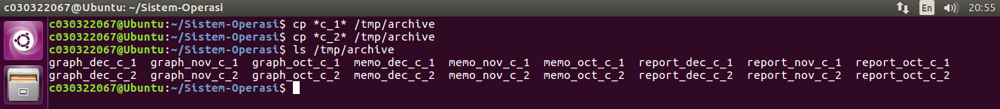 c030322067@Ubuntu: ~/Sistem-Operasi En 20:55
c030322067@Ubuntu:~/Sistem-Operasi$ cp *c_1* /tmp/archive
c030322067@Ubuntu:~/Sistem-Operasi$ cp *c_2* /tmp/archive
c030322067@Ubuntu:~/Sistem-Operasi$ ls /tmp/archive
graph_dec_c_1 graph_nov_c_1 graph_oct_c_1 memo_dec_c_1 memo_nov_c_1 memo_oct_c_1 report_dec_c_1 report_nov_c_1 report_oct_c_1
graph_dec_c_2 graph_nov_c_2 graph_oct_c_2 memo_dec_c_2 memo_nov_c_2 memo_oct_c_2 report_dec_c_2 report_nov_c_2 report_oct_c_2
c030322067@Ubuntu:~/Sistem-Operasi$